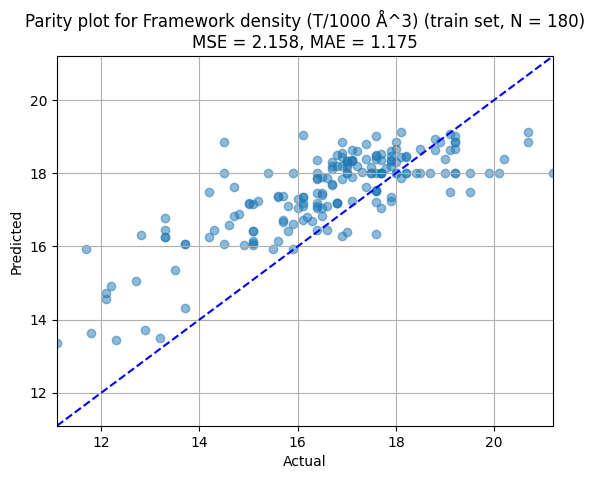 Parity plot for Framework density (T/1000 Å^3) (train set, N = 180)
MSE = 2.158, MAE = 1.175
Predicted
20
18
16
14
12
12 14 16 18 20
Actual